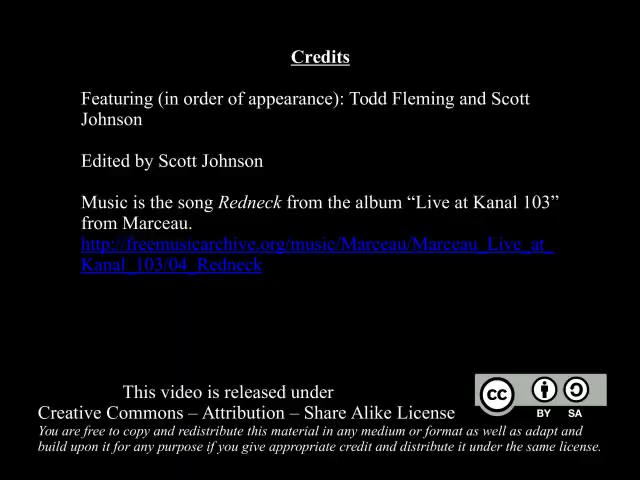 Credits
Featuring (in order of appearance): Todd Fleming and Scott
Johnson
Edited by Scott Johnson
Music is the song Redneck from the album “Live at Kanal 103”
from Marceau.
http://freemusicarchive.org/music/Marceau/Marceau_Live_at_
Kanal_103/04_Redneck
This video is released under
Creative Commons – Attribution – Share Alike License
You are free to copy and redistribute this material in any medium or format as well as adapt and
build upon it for any purpose if you give appropriate credit and distribute it under the same license.
cc
BY SA